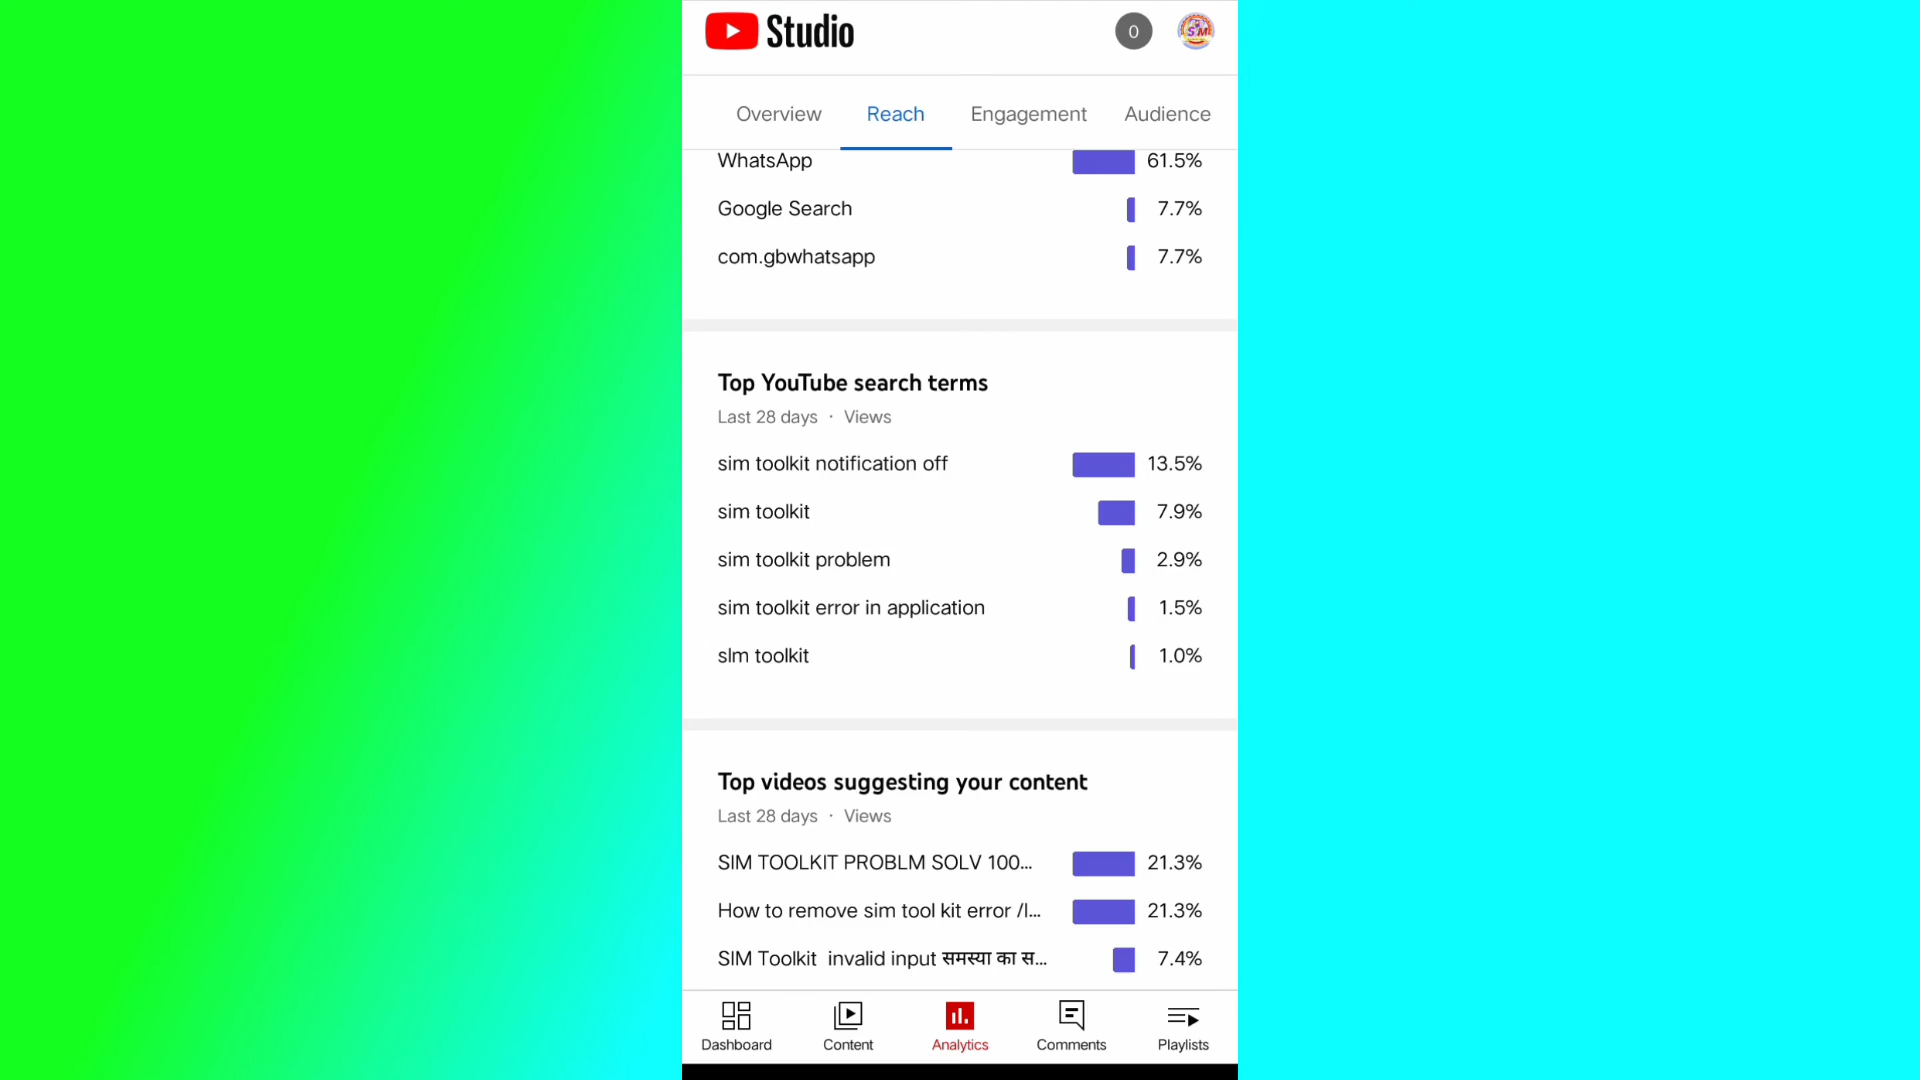 Studio
0
SIM
Overview Reach Engagement Audience
WhatsApp 61.5%
Google Search 7.7%
com.gbwhatsapp 7.7%
Top YouTube search terms
Last 28 days · Views
sim toolkit notification off 13.5%
sim toolkit 7.9%
sim toolkit problem 2.9%
sim toolkit error in application 1.5%
slm toolkit 1.0%
Top videos suggesting your content
Last 28 days · Views
SIM TOOLKIT PROBLM SOLV 100... 21.3%
How to remove sim tool kit error /l... 21.3%
SIM Toolkit invalid input समस्या का स... 7.4%
Dashboard Content Analytics Comments Playlists